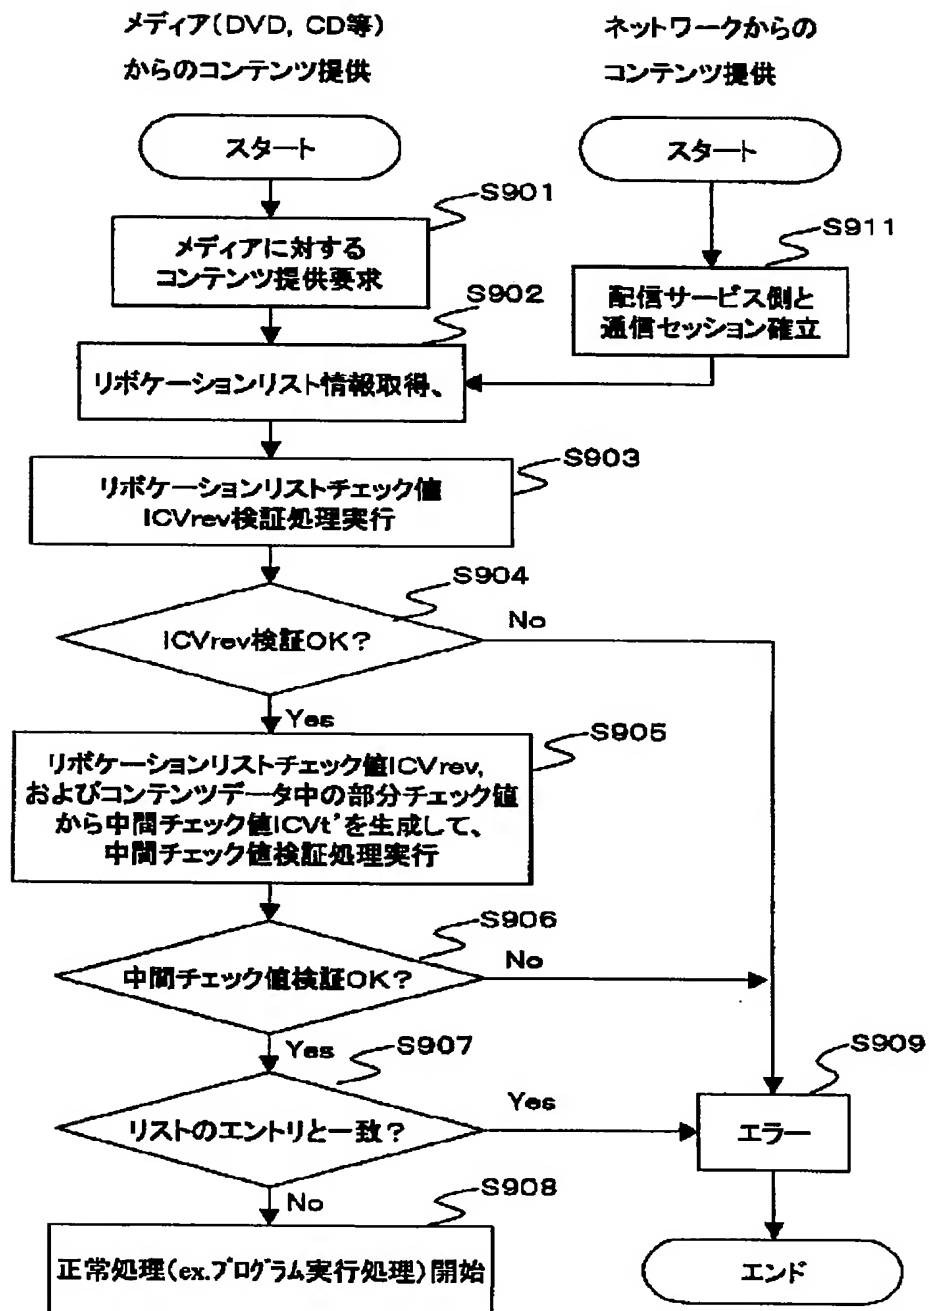 メディア(DVD, CD等)
からのコンテンツ提供
ネットワークからの
コンテンツ提供
スタート
スタート
S901
メディアに対する
コンテンツ提供要求
S911
配信サービス側と
通信セッション確立
S902
リボケーションリスト情報取得、
S903
リボケーションリストチェック値
ICVrev検証処理実行
S904
ICVrev検証OK?
No
Yes
S905
リボケーションリストチェック値ICVrev,
およびコンテンツデータ中の部分チェック値
から中間チェック値ICVt’を生成して、
中間チェック値検証処理実行
S906
中間チェック値検証OK?
No
Yes
S907
リストのエントリと一致?
Yes
S909
エラー
No
S908
正常処理(ex.プログラム実行処理)開始
エンド